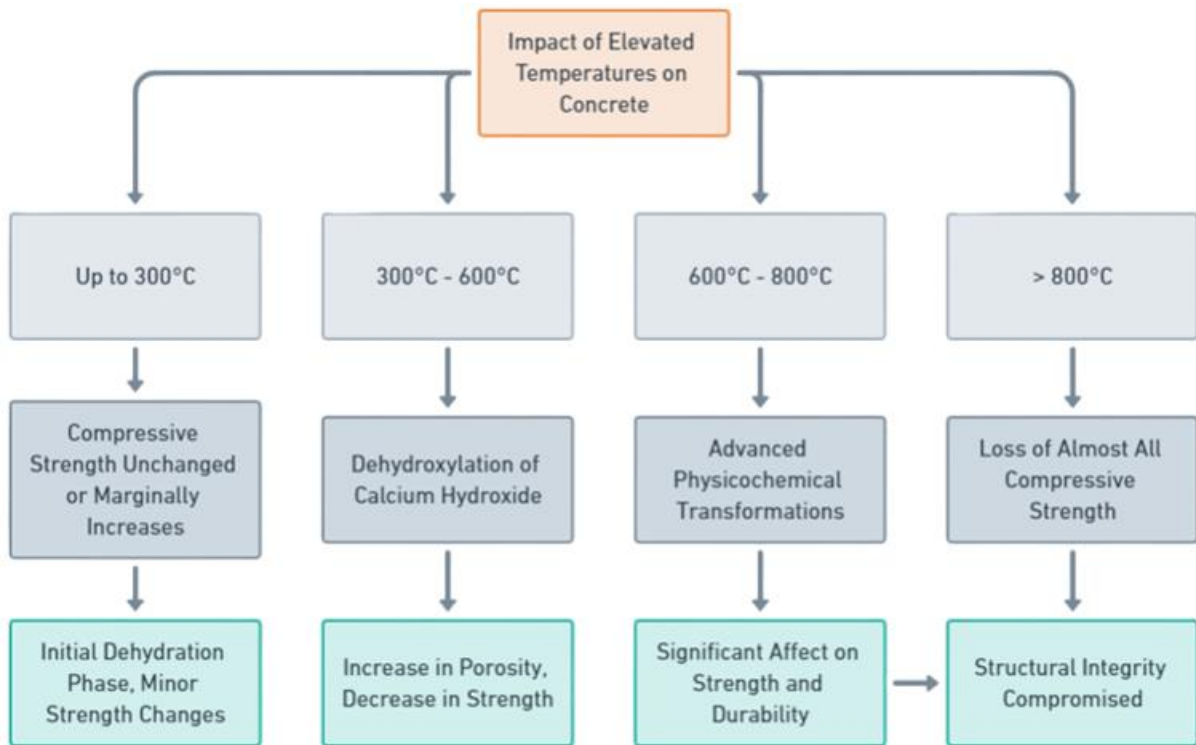 Impact of Elevated
Temperatures on
Concrete
Up to 300°C
300°C - 600°C
600°C - 800°C
> 800°C
Compressive
Strength Unchanged
or Marginally
Increases
Dehydroxylation of
Calcium Hydroxide
Advanced
Physicochemical
Transformations
Loss of Almost All
Compressive
Strength
Initial Dehydration
Phase, Minor
Strength Changes
Increase in Porosity,
Decrease in Strength
Significant Affect on
Strength and
Durability
Structural Integrity
Compromised